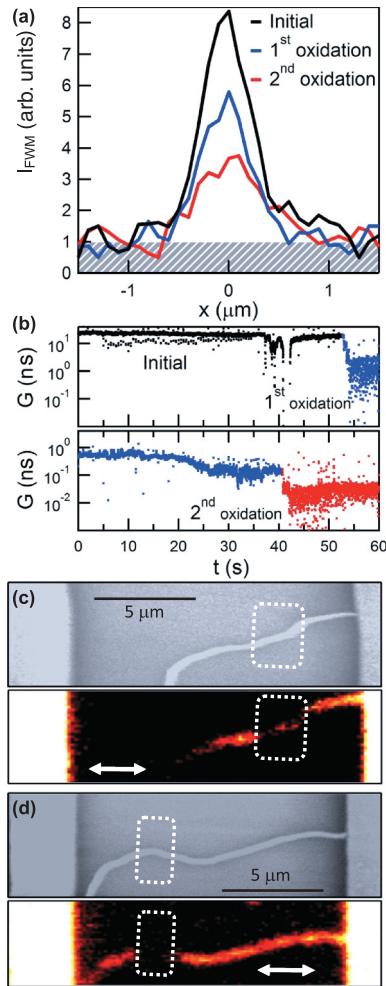 (a)
Initial
1st oxidation
2nd oxidation
I_FWM (arb. units)
8
7
6
5
4
3
2
1
0
-1
0
1
x (μm)
(b)
G (ns)
10^1
10^0
10^-1
10^-2
Initial
1st oxidation
G (ns)
10^0
10^-1
10^-2
2nd oxidation
0
10
20
30
40
50
60
t (s)
(c)
5 μm
(d)
5 μm